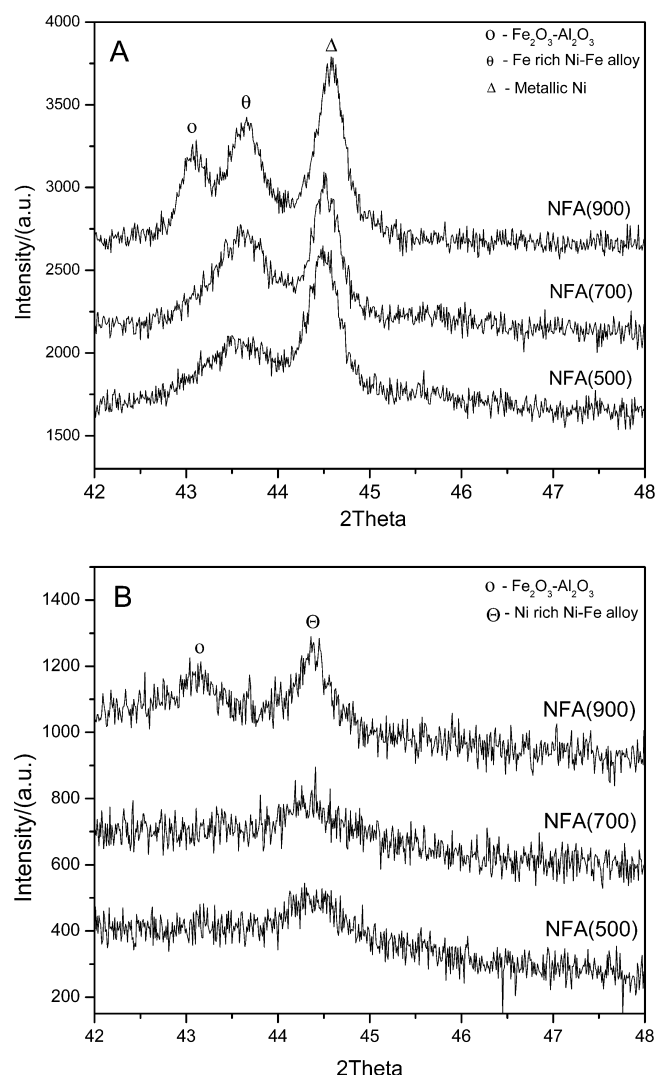 A
o - Fe₂O₃-Al₂O₃
θ - Fe rich Ni-Fe alloy
Δ - Metallic Ni
Δ
θ
o
4000
3500
3000
2500
2000
1500
NFA(900)
NFA(700)
NFA(500)
Intensity/(a.u.)
42 43 44 45 46 47 48
2Theta
B
o - Fe₂O₃-Al₂O₃
Θ - Ni rich Ni-Fe alloy
Θ
o
1400
1200
1000
800
600
400
200
NFA(900)
NFA(700)
NFA(500)
Intensity/(a.u.)
42 43 44 45 46 47 48
2Theta